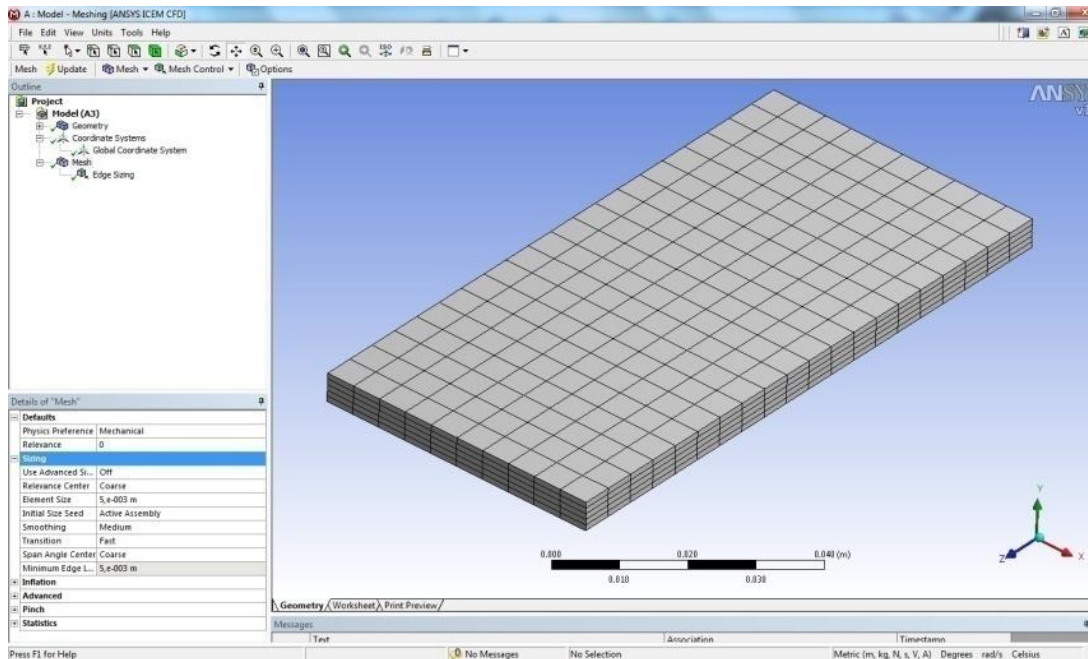 A : Model - Meshing [ANSYS ICEM CFD]
File Edit View Units Tools Help
Mesh Update Mesh Mesh Control Options
Outline
Project
Model (A3)
Geometry
Coordinate Systems
Global Coordinate System
Mesh
Edge Sizing
Details of "Mesh"
Defaults
Physics Preference Mechanical
Relevance 0
Sizing
Use Advanced Si... Off
Relevance Center Coarse
Element Size 5,e-003 m
Initial Size Seed Active Assembly
Smoothing Medium
Transition Fast
Span Angle Center Coarse
Minimum Edge L... 5,e-003 m
Inflation
Advanced
Pinch
Statistics
ANSYS
0.000 0.020 0.040 (m)
0.010 0.030
Y
Z X
Geometry Worksheet Print Preview
Messages
Text Association Timestamp
Press F1 for Help No Messages No Selection Metric (m, kg, N, s, V, A) Degrees rad/s Celsius